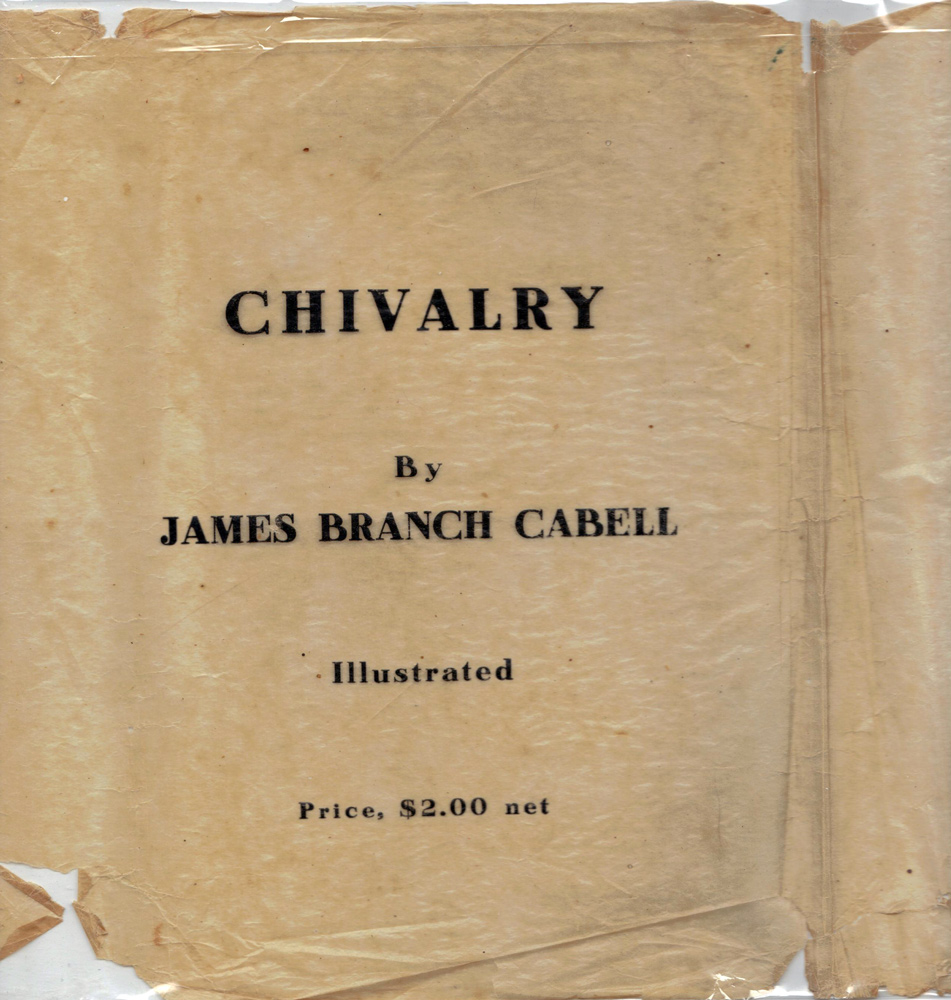 CHIVALRY
By
JAMES BRANCH CABELL
Illustrated
Price, $2.00 net